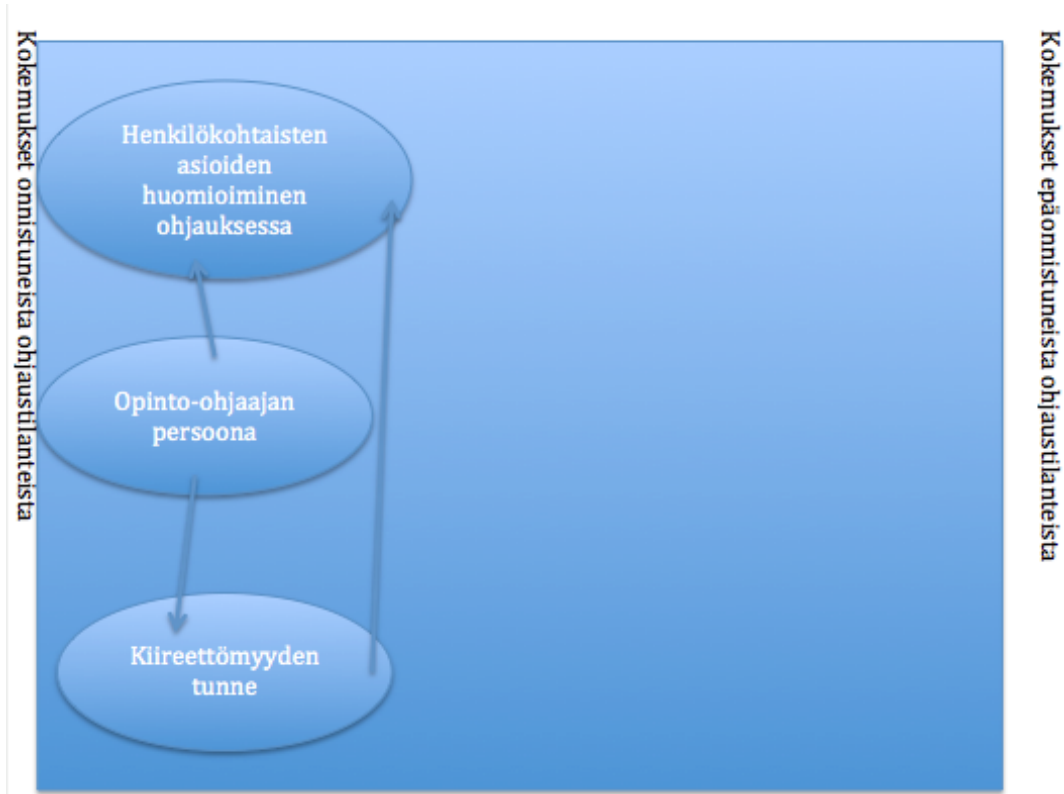 Kokemukset onnistuneista ohjaustilanteista
Henkilökohtaisten
asioiden
huomioiminen
ohjauksessa
Opinto-ohjaajan
persoona
Kiireettömyyden
tunne
Kokemukset epäonnistuneista ohjaustilanteista